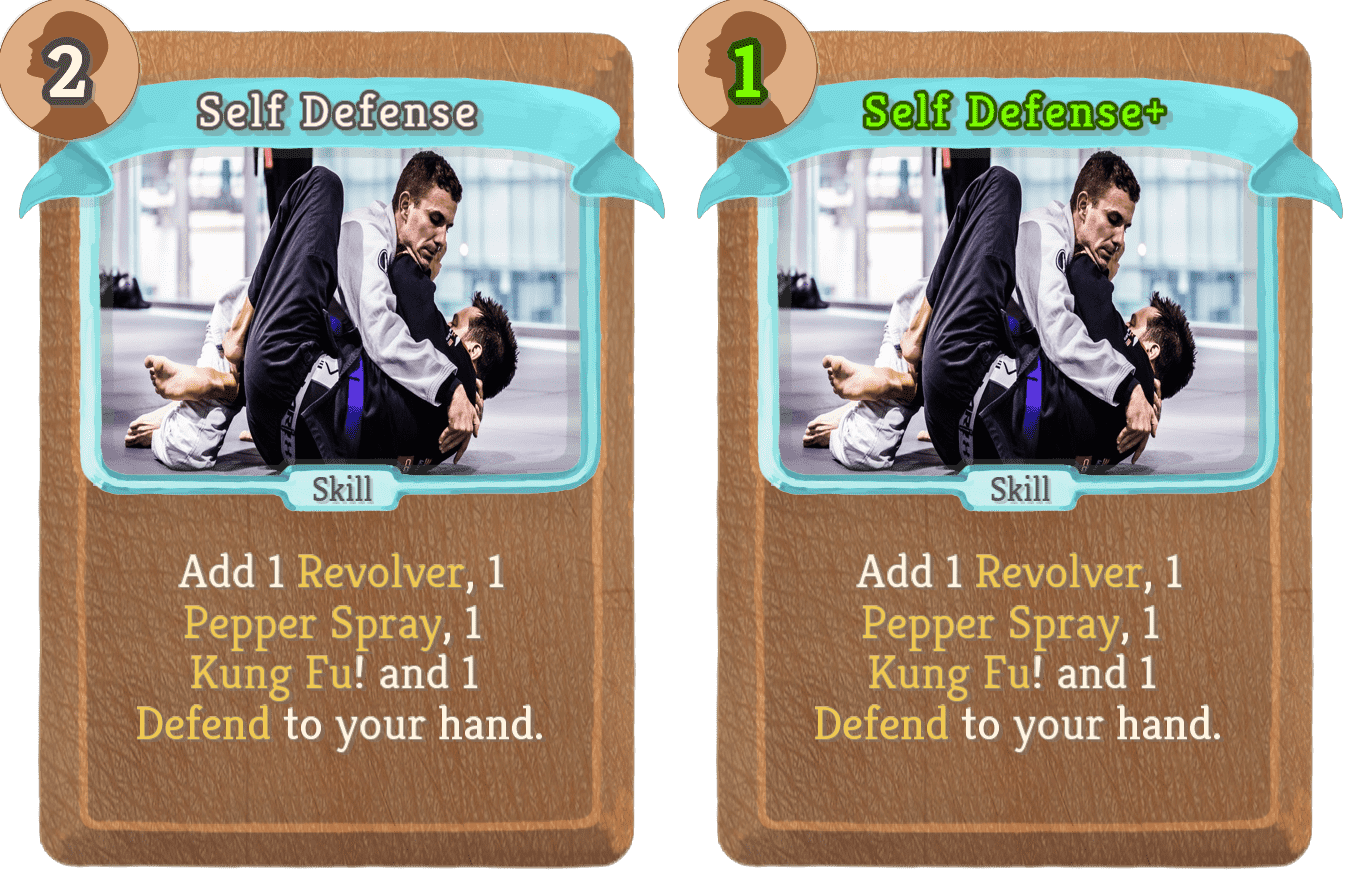 2
Self Defense
Skill
Add 1 Revolver, 1
Pepper Spray, 1
Kung Fu! and 1
Defend to your hand.
1
Self Defense+
Skill
Add 1 Revolver, 1
Pepper Spray, 1
Kung Fu! and 1
Defend to your hand.